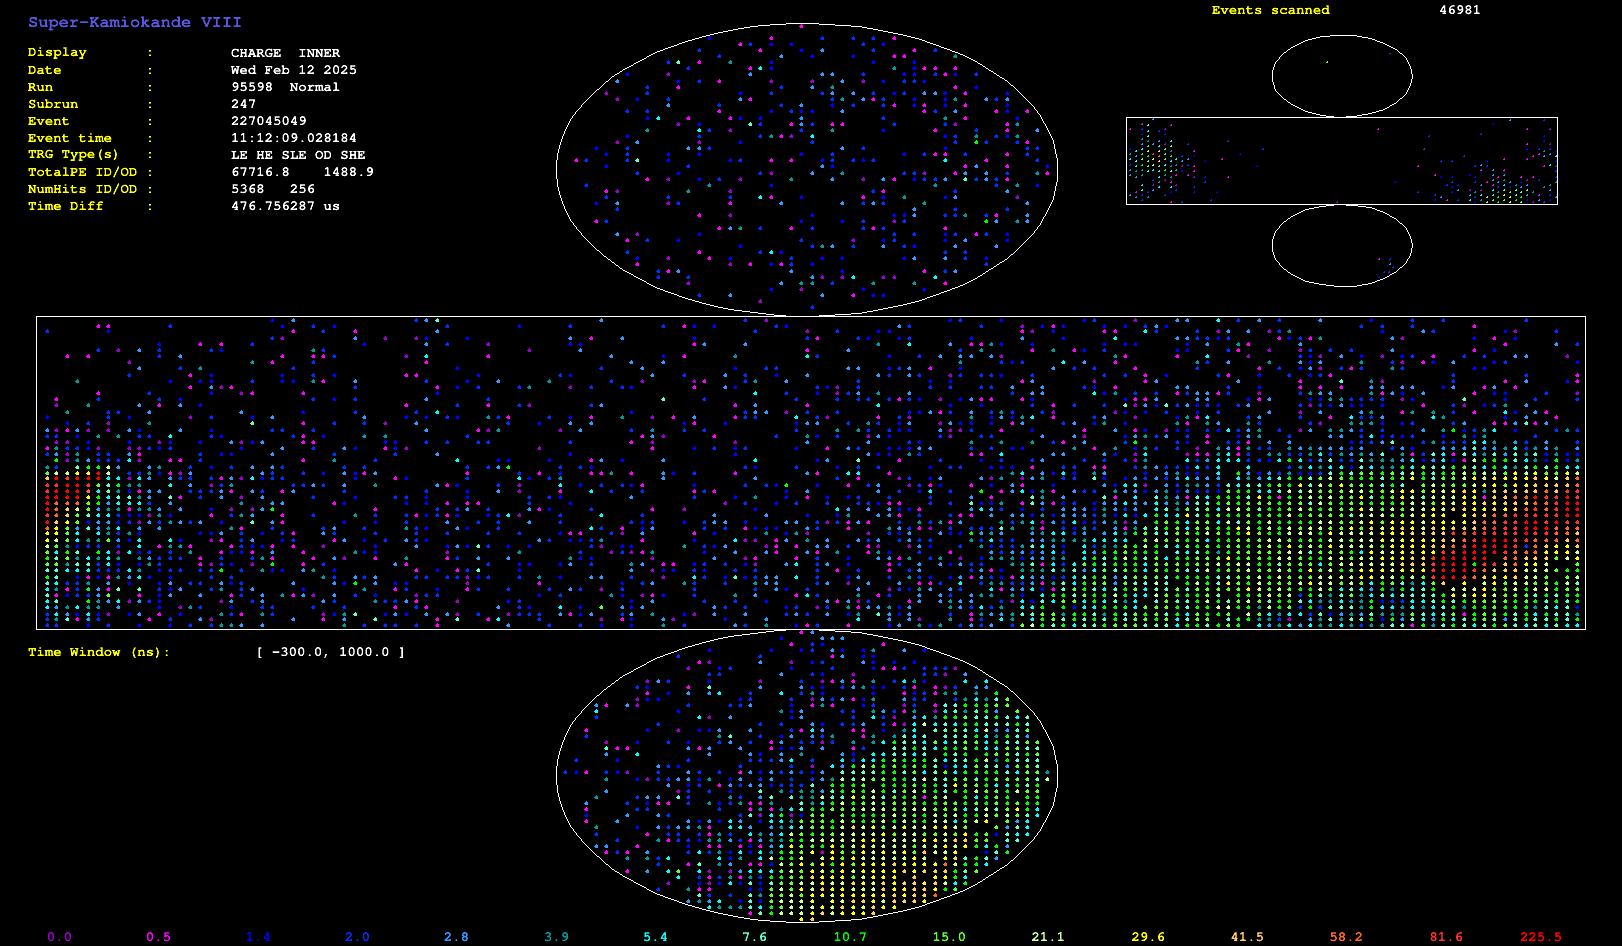 Super-Kamiokande VIII
Events scanned 46981
Display : CHARGE INNER
Date : Wed Feb 12 2025
Run : 95598 Normal
Subrun : 247
Event : 227045049
Event time : 11:12:09.028184
TRG Type(s) : LE HE SLE OD SHE
TotalPE ID/OD : 67716.8 1488.9
NumHits ID/OD : 5368 256
Time Diff : 476.756287 us
Time Window (ns): [ -300.0, 1000.0 ]
0.0 0.5 1.4 2.0 2.8 3.9 5.4 7.6 10.7 15.0 21.1 29.6 41.5 58.2 81.6 225.5